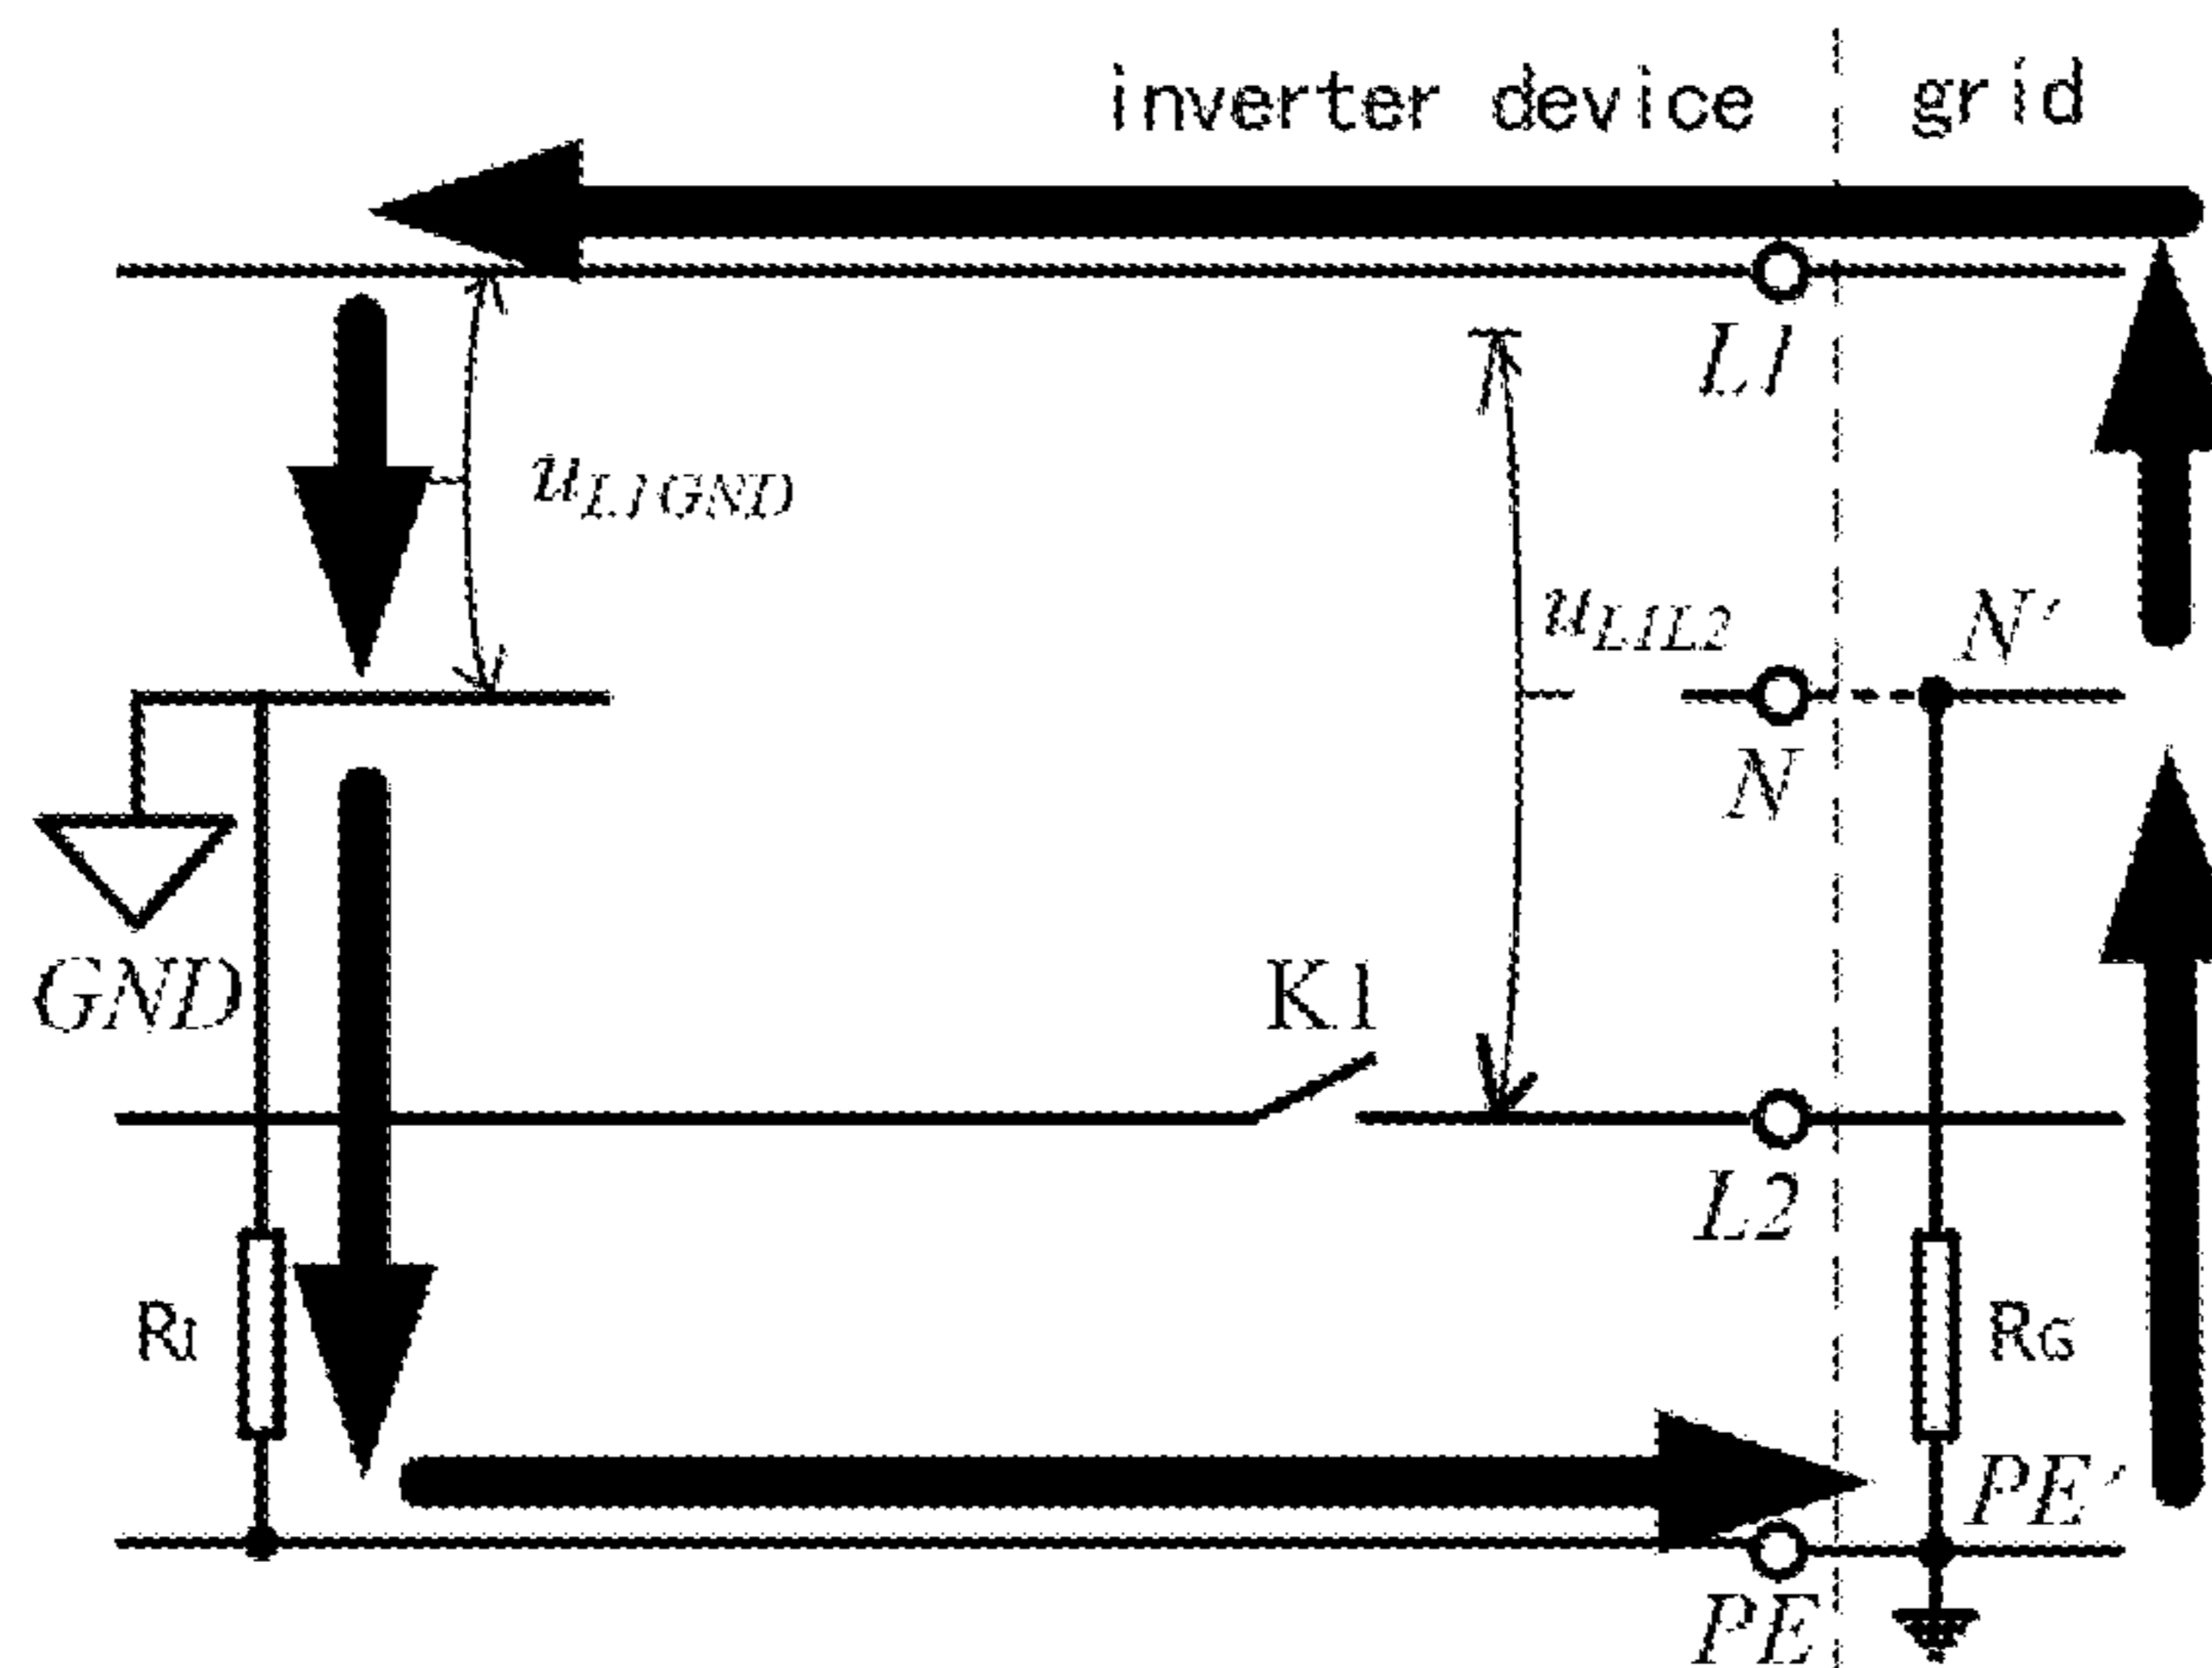 inverter device grid
L1
uL1GND
uL1L2 N'
N
GND K1
L2
RI RG
PE'
PE